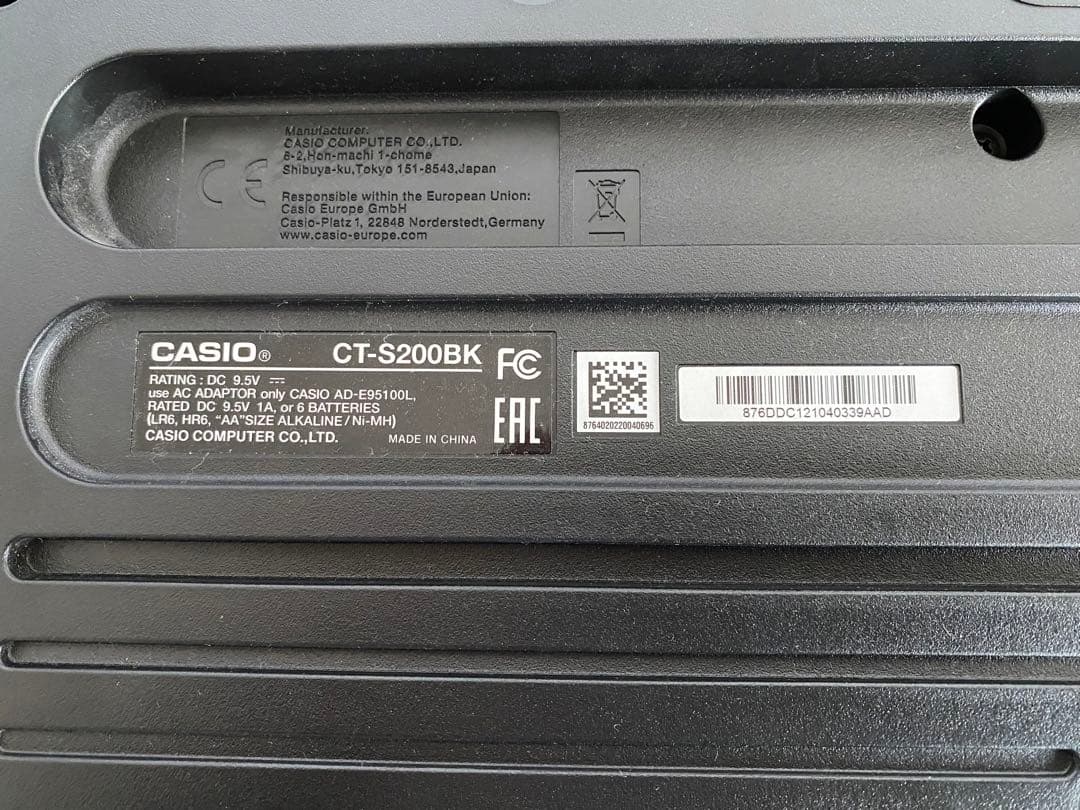 Manufacturer:
CASIO COMPUTER CO.,LTD.
6-2,Hon-machi 1-chome
Shibuya-ku,Tokyo 151-8543,Japan
Responsible within the European Union:
Casio Europe GmbH
Casio-Platz 1, 22848 Norderstedt,Germany
www.casio-europe.com
CE
CASIO® CT-S200BK
RATING : DC 9.5V ⎓
use AC ADAPTOR only CASIO AD-E95100L,
RATED DC 9.5V 1A, or 6 BATTERIES
(LR6, HR6, “AA”SIZE ALKALINE / Ni-MH)
CASIO COMPUTER CO.,LTD. MADE IN CHINA
FC
EAC
8764020220040696
876DDC121040339AAD